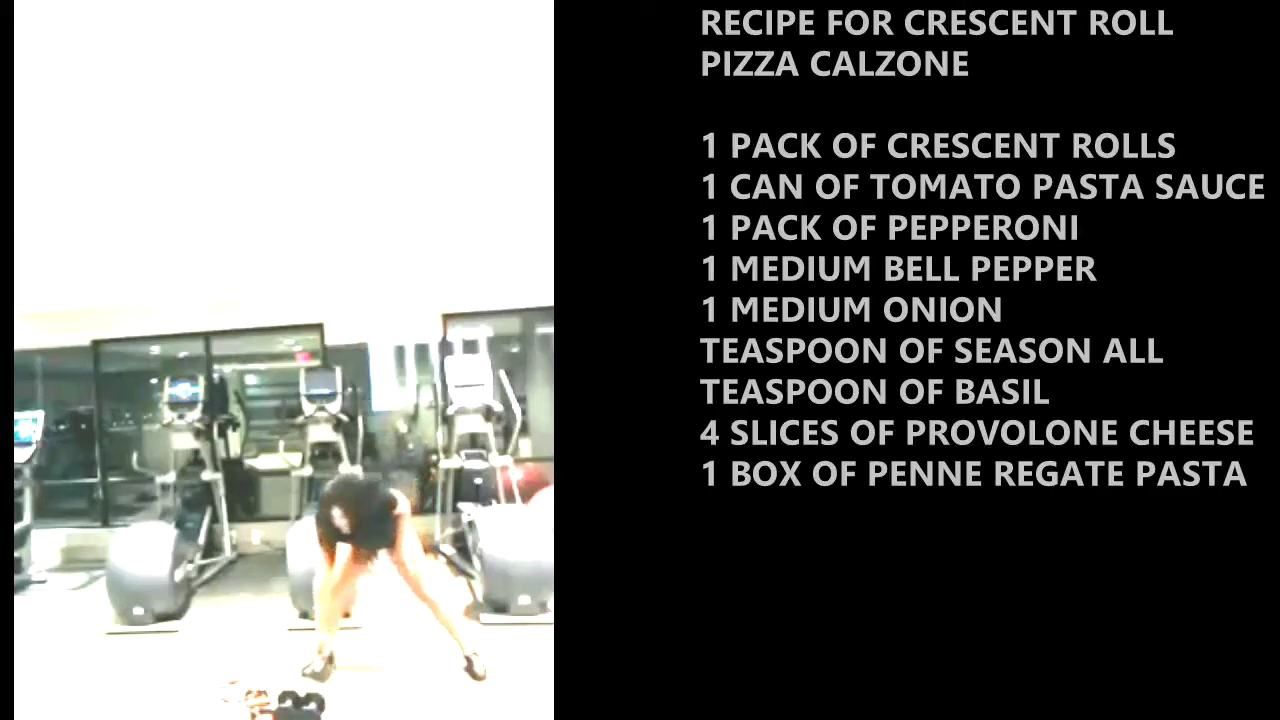 RECIPE FOR CRESCENT ROLL
PIZZA CALZONE
1 PACK OF CRESCENT ROLLS
1 CAN OF TOMATO PASTA SAUCE
1 PACK OF PEPPERONI
1 MEDIUM BELL PEPPER
1 MEDIUM ONION
TEASPOON OF SEASON ALL
TEASPOON OF BASIL
4 SLICES OF PROVOLONE CHEESE
1 BOX OF PENNE REGATE PASTA